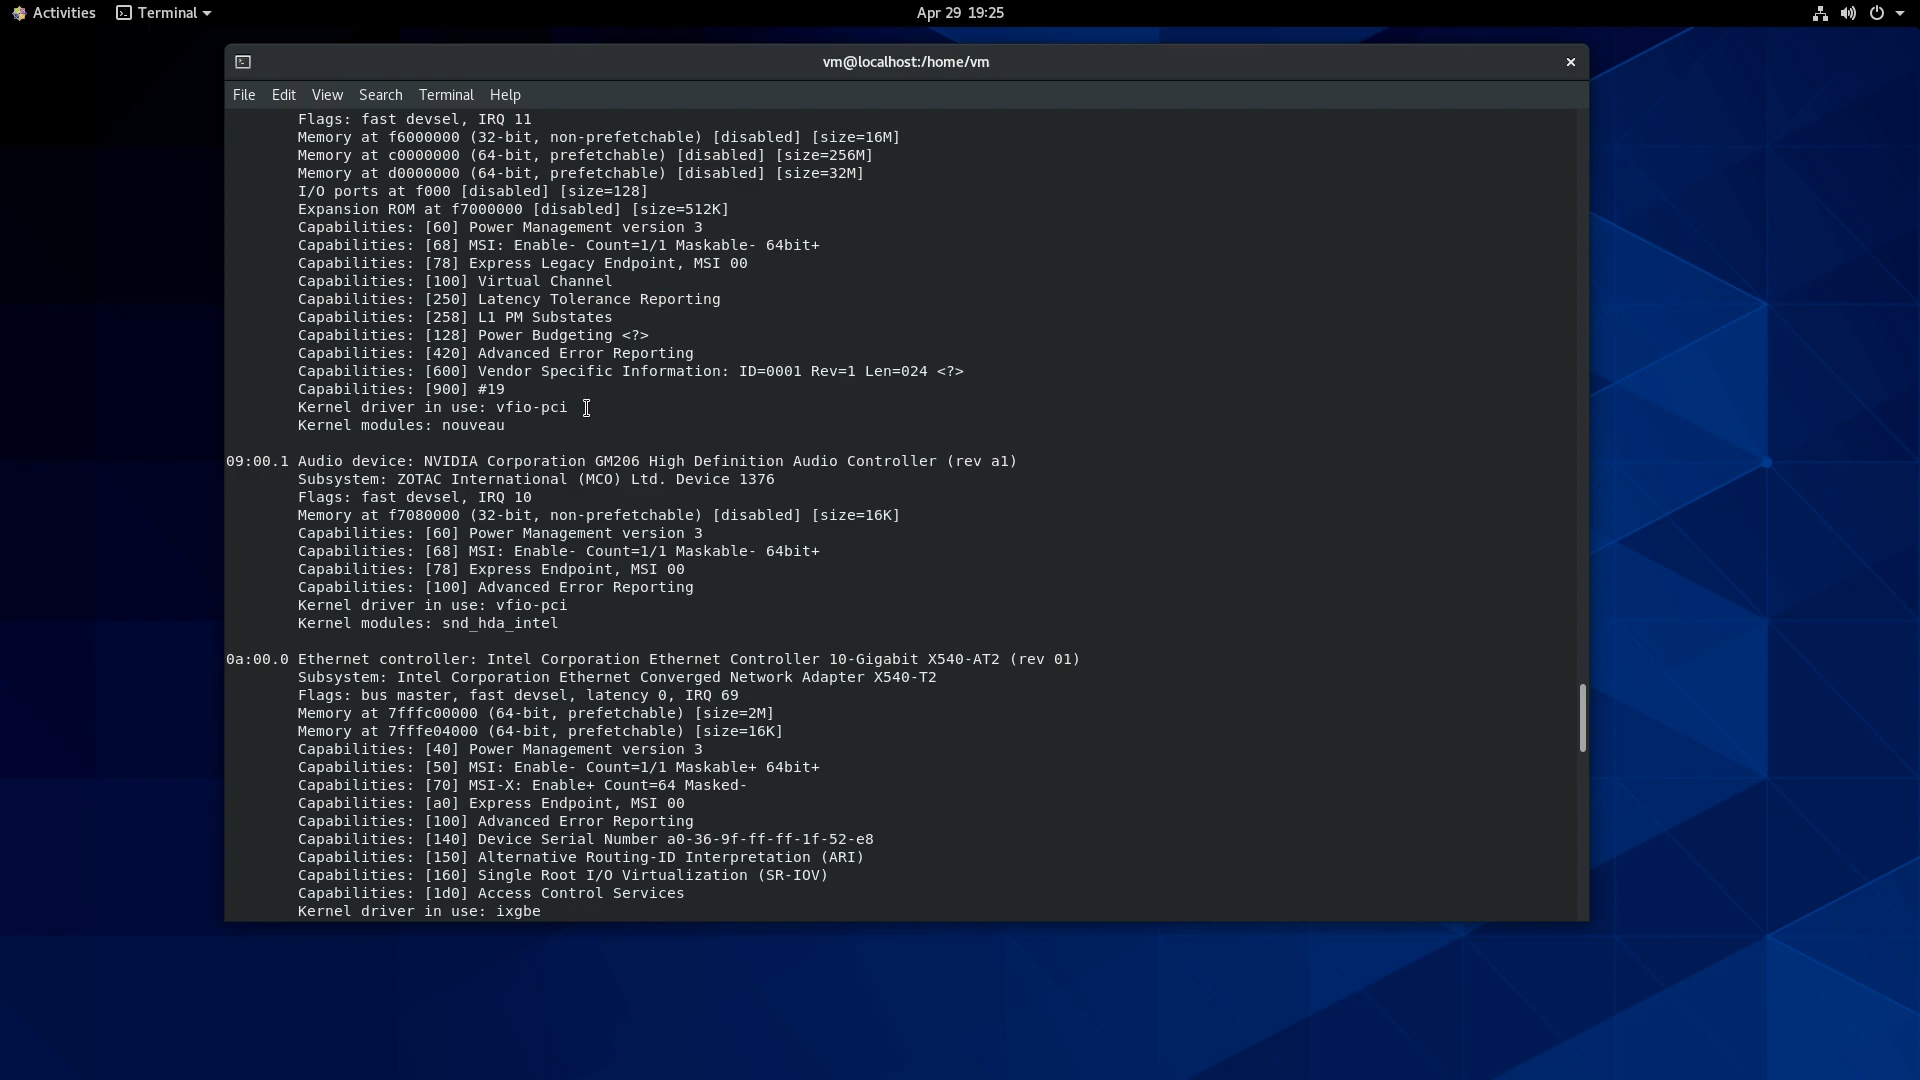 Activities Terminal Apr 29 19:25
vm@localhost:/home/vm
File Edit View Search Terminal Help
Flags: fast devsel, IRQ 11
Memory at f6000000 (32-bit, non-prefetchable) [disabled] [size=16M]
Memory at c0000000 (64-bit, prefetchable) [disabled] [size=256M]
Memory at d0000000 (64-bit, prefetchable) [disabled] [size=32M]
I/O ports at f000 [disabled] [size=128]
Expansion ROM at f7000000 [disabled] [size=512K]
Capabilities: [60] Power Management version 3
Capabilities: [68] MSI: Enable- Count=1/1 Maskable- 64bit+
Capabilities: [78] Express Legacy Endpoint, MSI 00
Capabilities: [100] Virtual Channel
Capabilities: [250] Latency Tolerance Reporting
Capabilities: [258] L1 PM Substates
Capabilities: [128] Power Budgeting <?>
Capabilities: [420] Advanced Error Reporting
Capabilities: [600] Vendor Specific Information: ID=0001 Rev=1 Len=024 <?>
Capabilities: [900] #19
Kernel driver in use: vfio-pci
Kernel modules: nouveau
09:00.1 Audio device: NVIDIA Corporation GM206 High Definition Audio Controller (rev a1)
Subsystem: ZOTAC International (MCO) Ltd. Device 1376
Flags: fast devsel, IRQ 10
Memory at f7080000 (32-bit, non-prefetchable) [disabled] [size=16K]
Capabilities: [60] Power Management version 3
Capabilities: [68] MSI: Enable- Count=1/1 Maskable- 64bit+
Capabilities: [78] Express Endpoint, MSI 00
Capabilities: [100] Advanced Error Reporting
Kernel driver in use: vfio-pci
Kernel modules: snd_hda_intel
0a:00.0 Ethernet controller: Intel Corporation Ethernet Controller 10-Gigabit X540-AT2 (rev 01)
Subsystem: Intel Corporation Ethernet Converged Network Adapter X540-T2
Flags: bus master, fast devsel, latency 0, IRQ 69
Memory at 7fffc00000 (64-bit, prefetchable) [size=2M]
Memory at 7fffe04000 (64-bit, prefetchable) [size=16K]
Capabilities: [40] Power Management version 3
Capabilities: [50] MSI: Enable- Count=1/1 Maskable+ 64bit+
Capabilities: [70] MSI-X: Enable+ Count=64 Masked-
Capabilities: [a0] Express Endpoint, MSI 00
Capabilities: [100] Advanced Error Reporting
Capabilities: [140] Device Serial Number a0-36-9f-ff-ff-1f-52-e8
Capabilities: [150] Alternative Routing-ID Interpretation (ARI)
Capabilities: [160] Single Root I/O Virtualization (SR-IOV)
Capabilities: [1d0] Access Control Services
Kernel driver in use: ixgbe